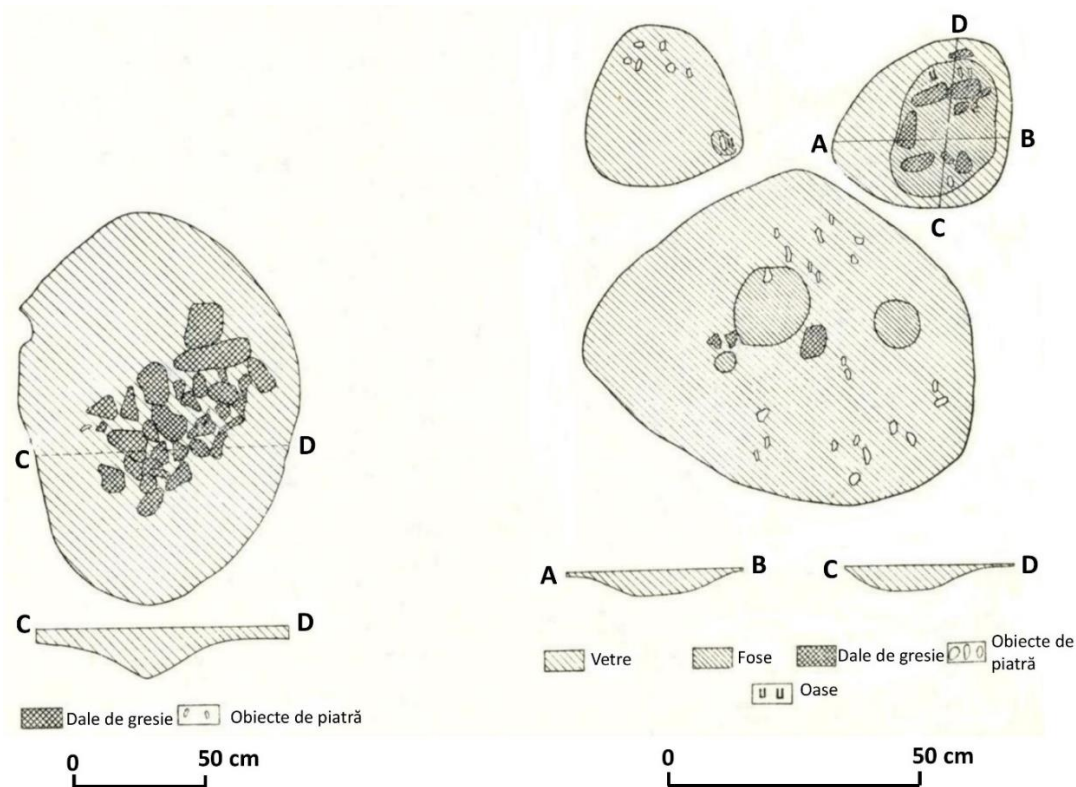 D
A
B
C
C
D
A
B
C
D
C
D
Vetre
Fose
Dale de gresie
Obiecte de
piatră
Oase
Dale de gresie
Obiecte de piatră
0
50 cm
0
50 cm